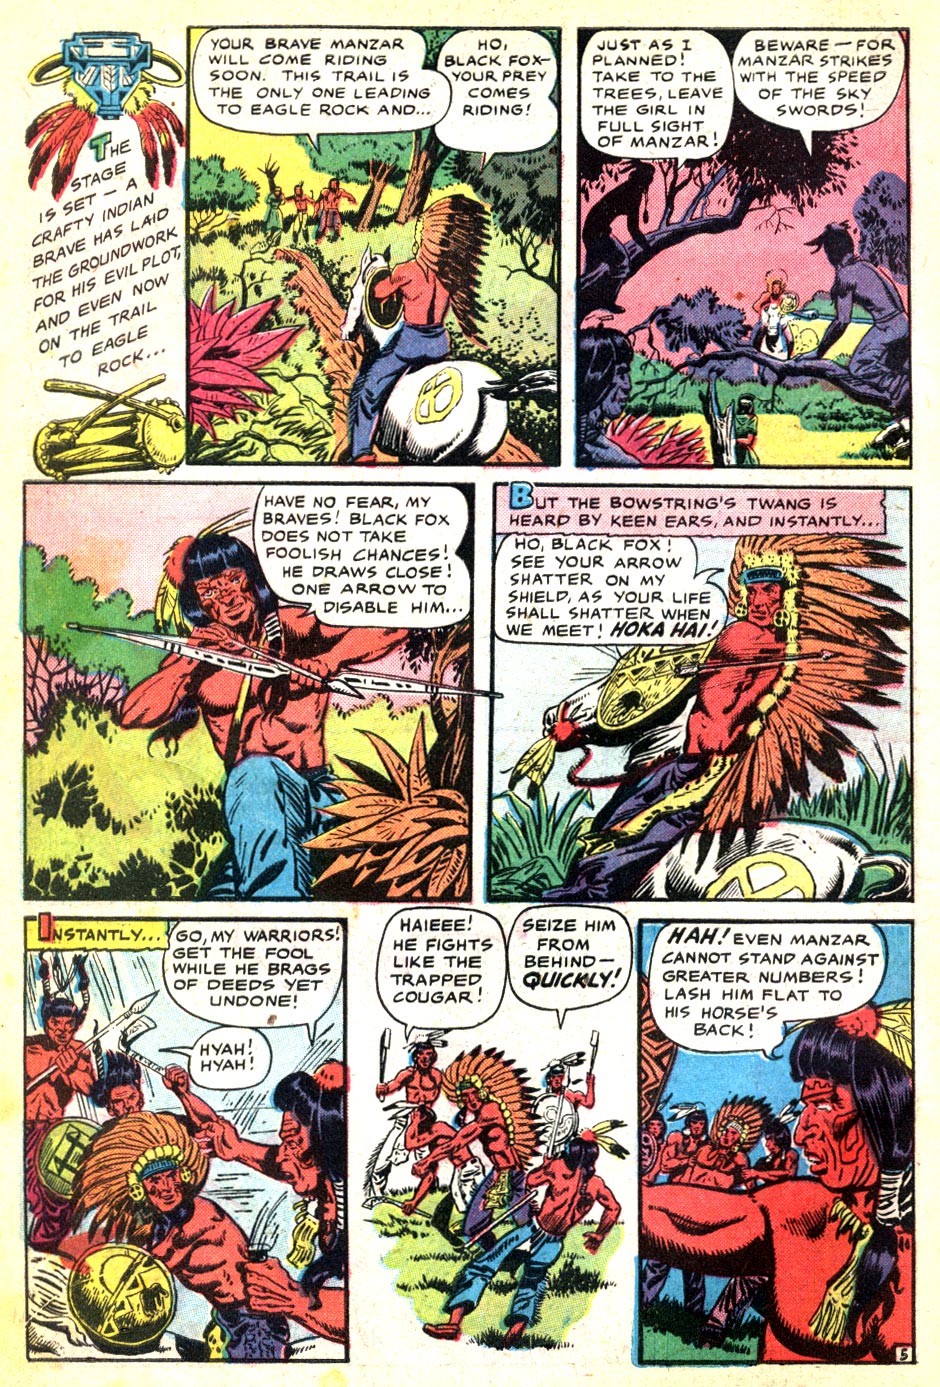 THE
STAGE
IS SET — A
CRAFTY INDIAN
BRAVE HAS LAID
THE GROUNDWORK
FOR HIS EVIL PLOT,
AND EVEN NOW
ON THE TRAIL
TO EAGLE
ROCK...
YOUR BRAVE MANZAR
WILL COME RIDING
SOON. THIS TRAIL IS
THE ONLY ONE LEADING
TO EAGLE ROCK AND...
HO,
BLACK FOX—
YOUR PREY
COMES
RIDING!
JUST AS I
PLANNED!
TAKE TO THE
TREES, LEAVE
THE GIRL IN
FULL SIGHT
OF MANZAR!
BEWARE — FOR
MANZAR STRIKES
WITH THE SPEED
OF THE SKY
SWORDS!
HAVE NO FEAR, MY
BRAVES! BLACK FOX
DOES NOT TAKE
FOOLISH CHANCES!
HE DRAWS CLOSE!
ONE ARROW TO
DISABLE HIM...
BUT THE BOWSTRING'S TWANG IS
HEARD BY KEEN EARS, AND INSTANTLY...
HO, BLACK FOX!
SEE YOUR ARROW
SHATTER ON MY
SHIELD, AS YOUR LIFE
SHALL SHATTER WHEN
WE MEET! HOKA HAI!
INSTANTLY...
GO, MY WARRIORS!
GET THE FOOL
WHILE HE BRAGS
OF DEEDS YET
UNDONE!
HYAH!
HYAH!
HAIEEE!
HE FIGHTS
LIKE THE
TRAPPED
COUGAR!
SEIZE HIM
FROM
BEHIND—
QUICKLY!
HAH! EVEN MANZAR
CANNOT STAND AGAINST
GREATER NUMBERS!
LASH HIM FLAT TO
HIS HORSE'S
BACK!
5